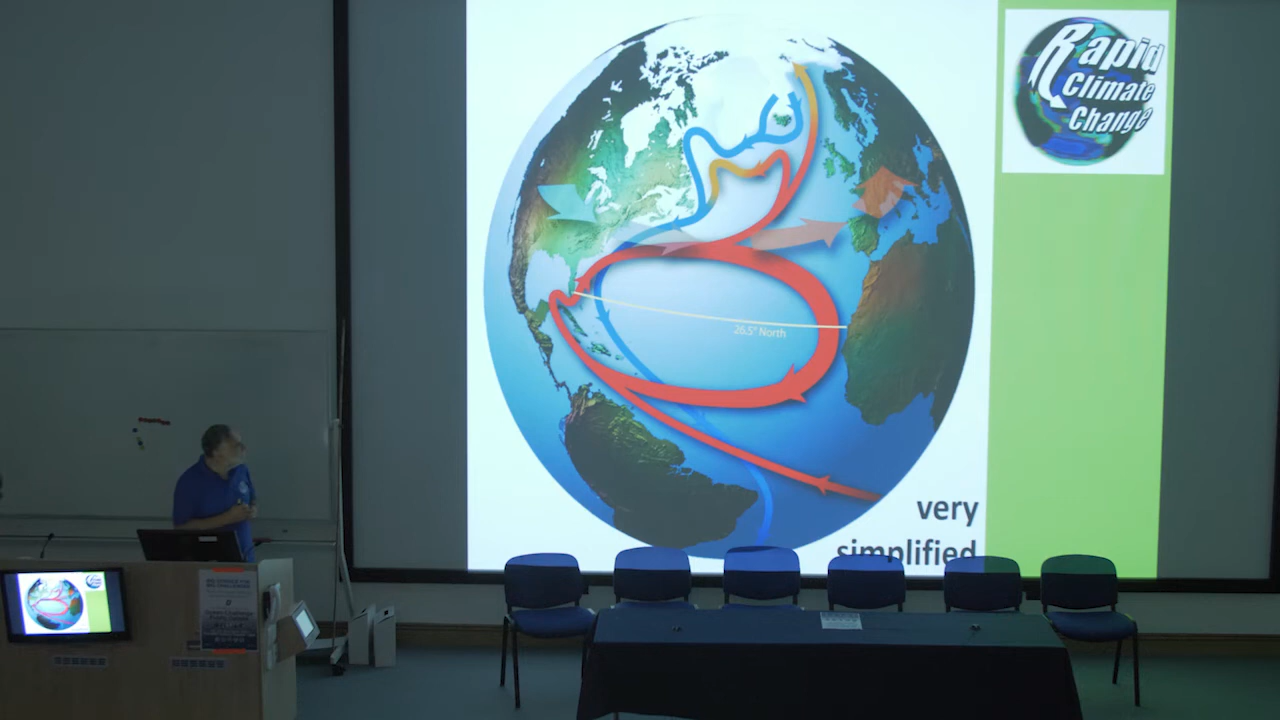 Rapid
Climate
Change
26.5° North
very
simplified